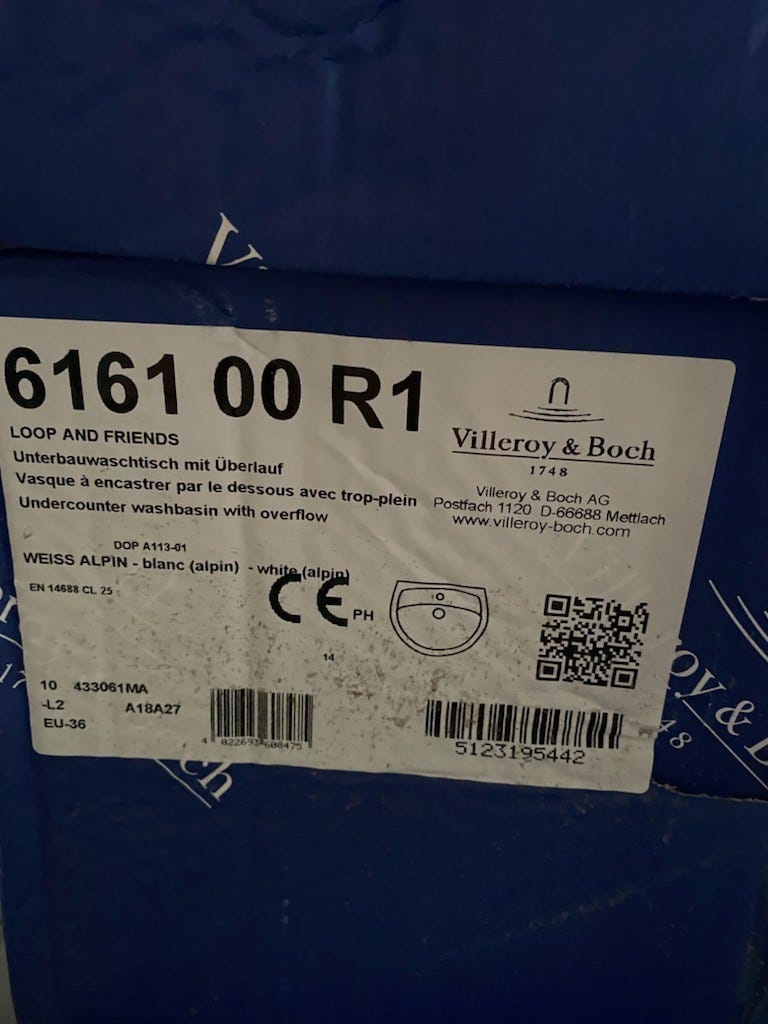 6161 00 R1
LOOP AND FRIENDS
Unterbauwaschtisch mit Überlauf
Vasque à encastrer par le dessous avec trop-plein
Undercounter washbasin with overflow
Villeroy & Boch
1748
Villeroy & Boch AG
Postfach 1120 D-66688 Mettlach
www.villeroy-boch.com
DOP A113-01
WEISS ALPIN - blanc (alpin) - white (alpin)
EN 14688 CL 25
CE PH
14
10 433061MA
-L2 A18A27
EU-36
4 022693 608475
5123195442